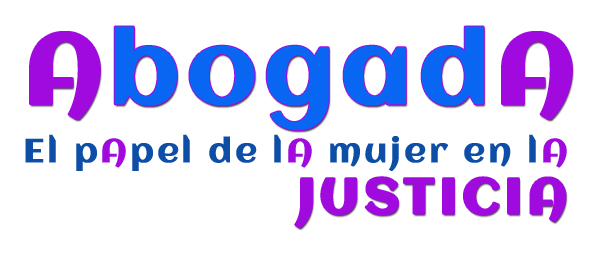 AbogadA
El pApel de lA mujer en lA
JUSTICIA